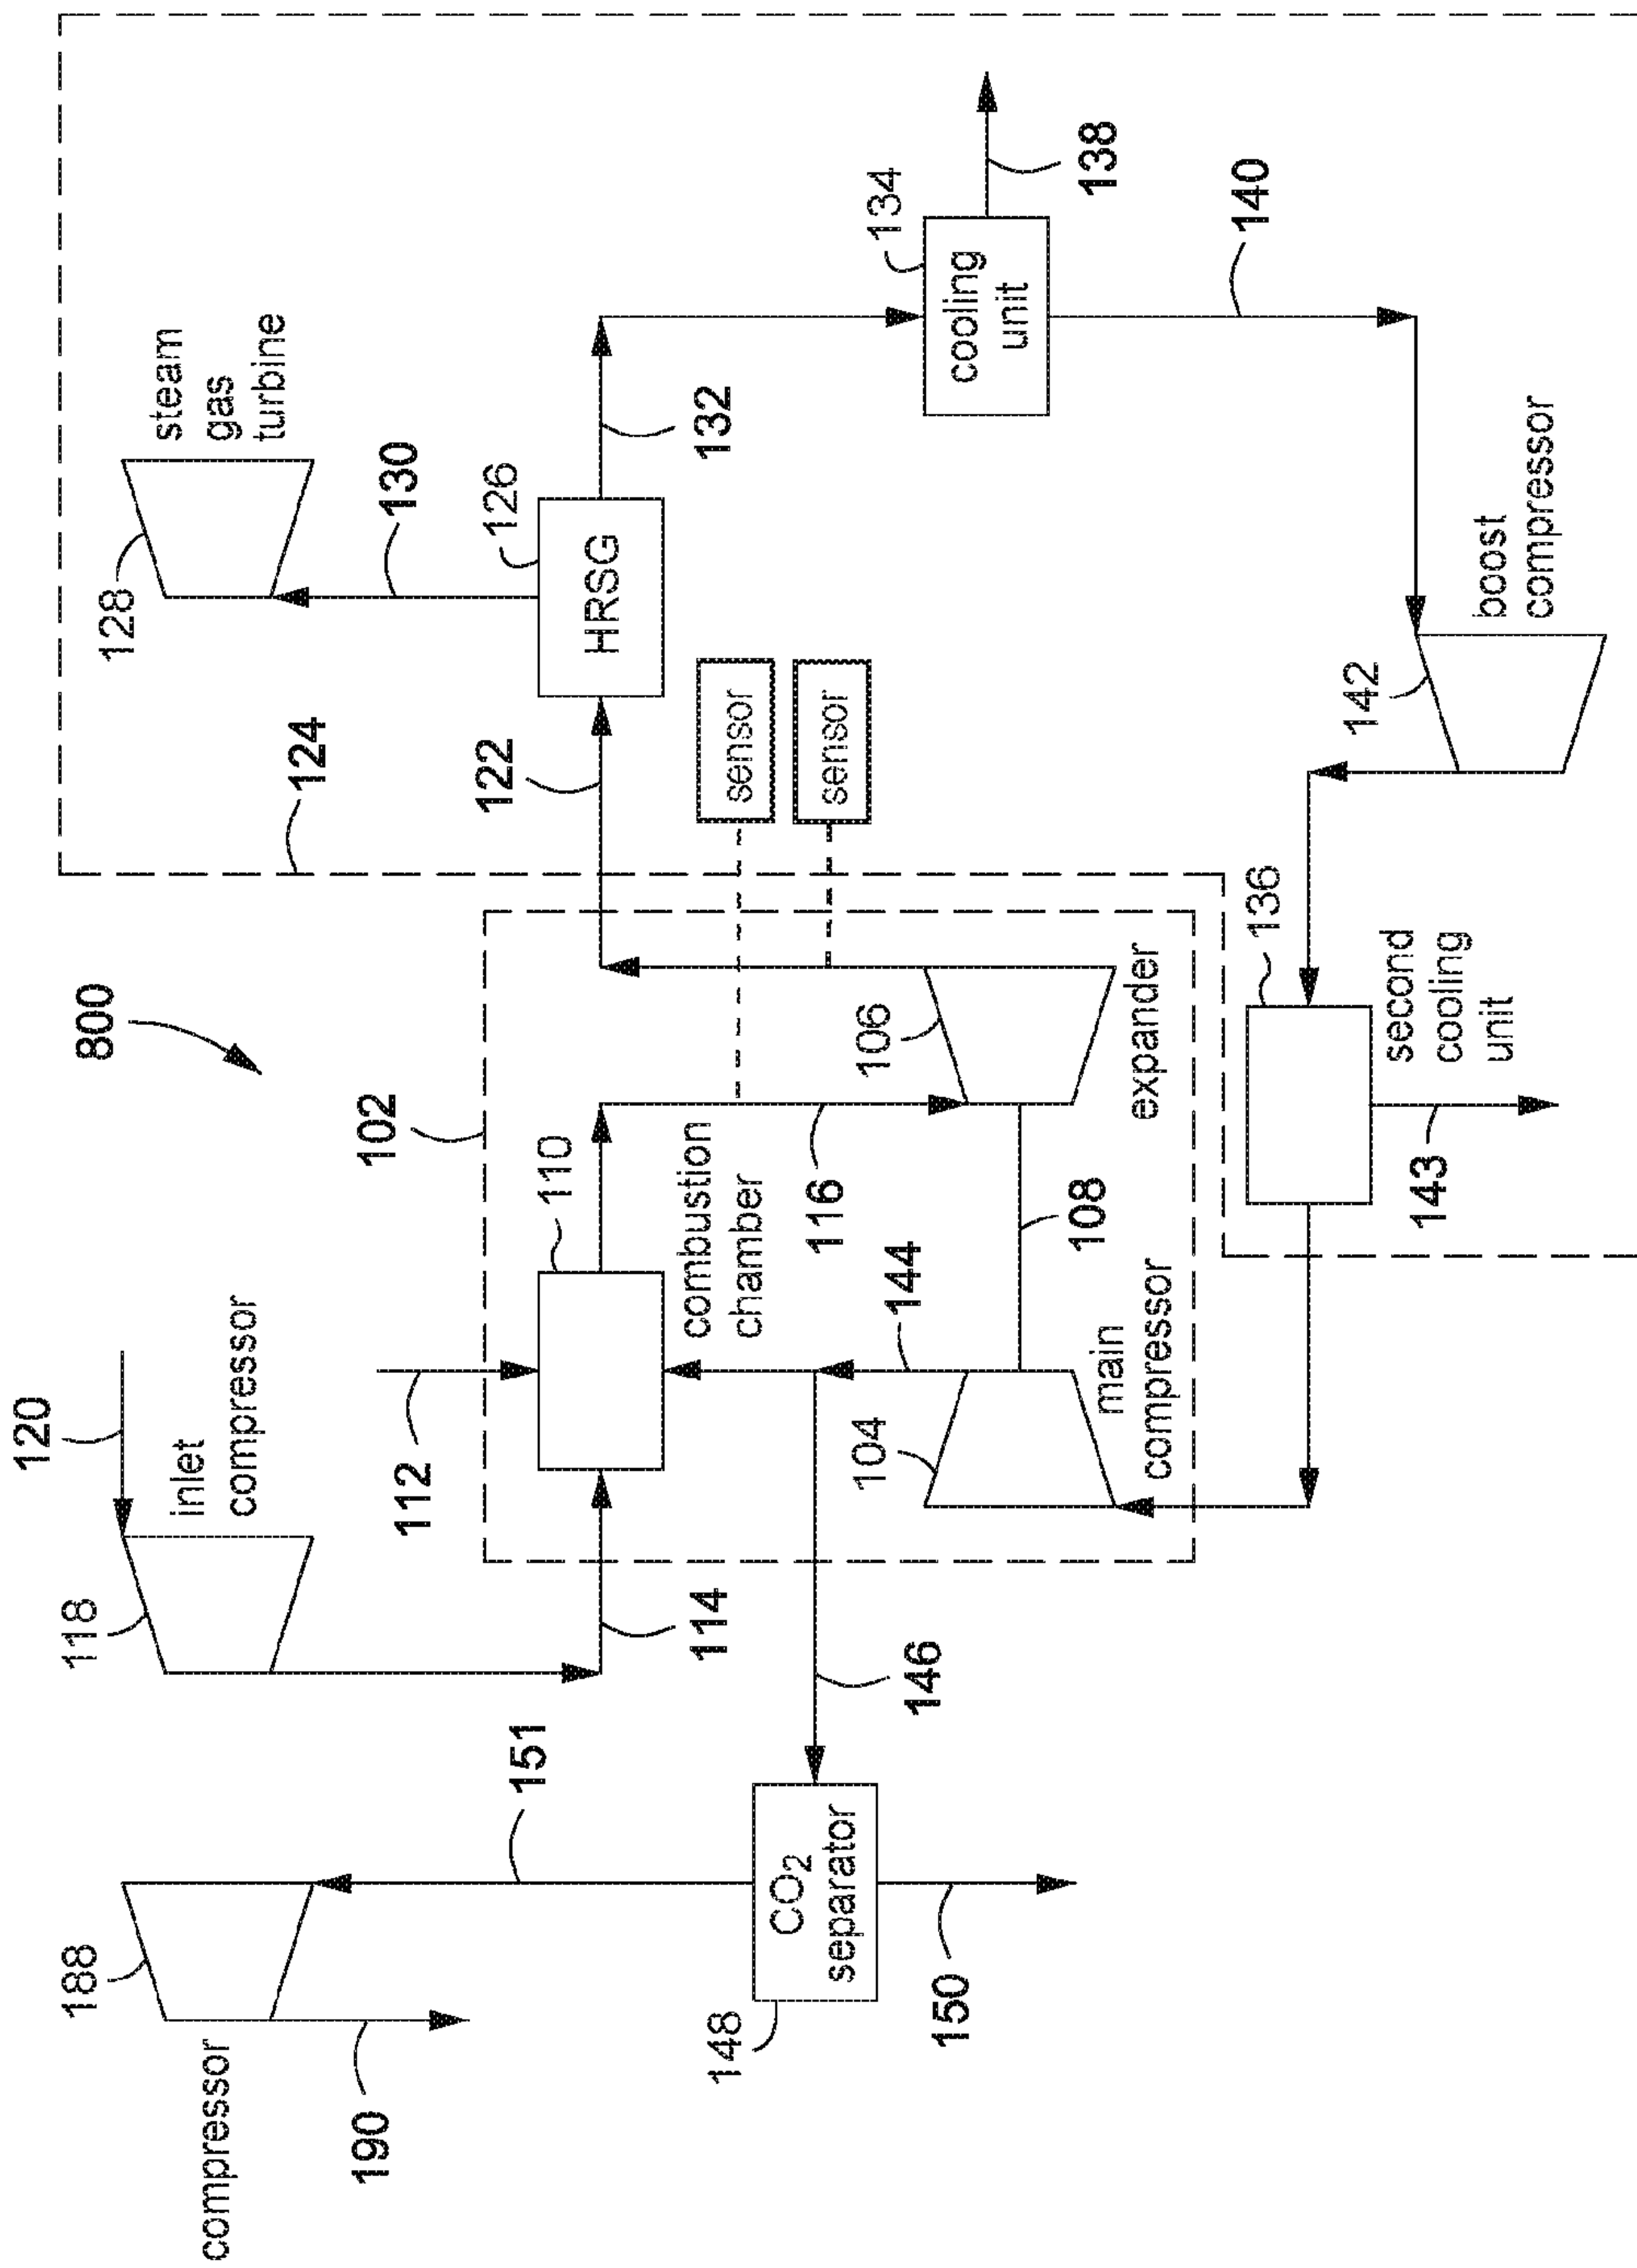 800
120
118
inlet
compressor
188
compressor
190
151
112
114
102
110
combustion
chamber
116
144
108
104
main
compressor
106
expander
146
CO2
separator
148
150
124
122
128
steam
gas
turbine
130
126
HRSG
132
sensor
sensor
134
cooling
unit
138
140
142
boost
compressor
136
second
cooling
unit
143